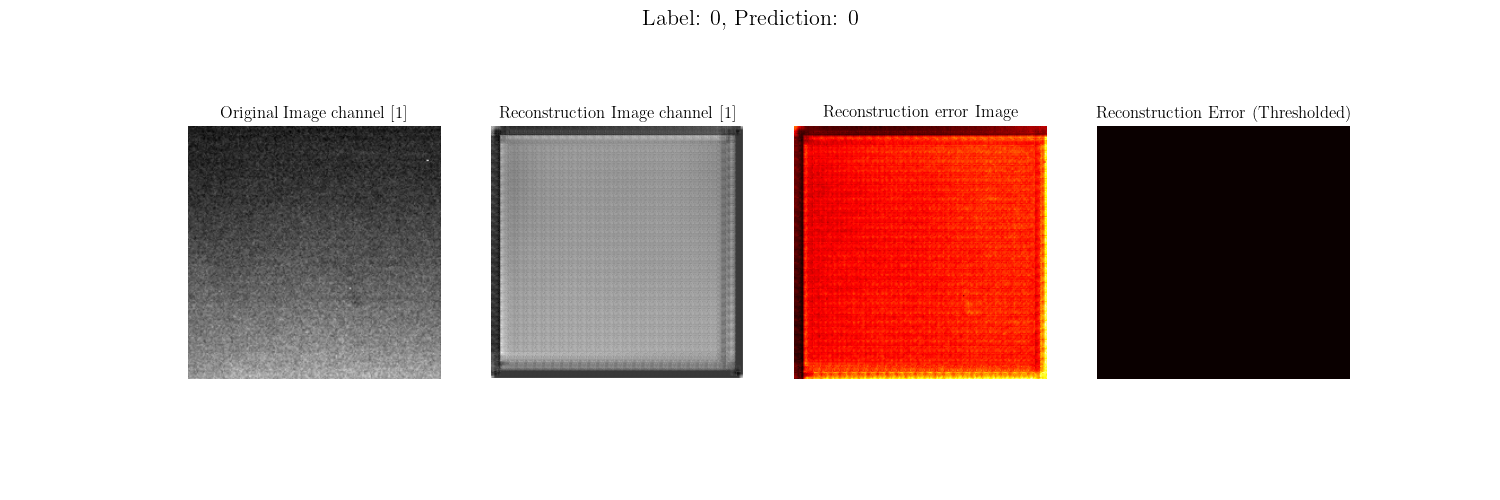 Label: 0, Prediction: 0
Original Image channel [1]
Reconstruction Image channel [1]
Reconstruction error Image
Reconstruction Error (Thresholded)